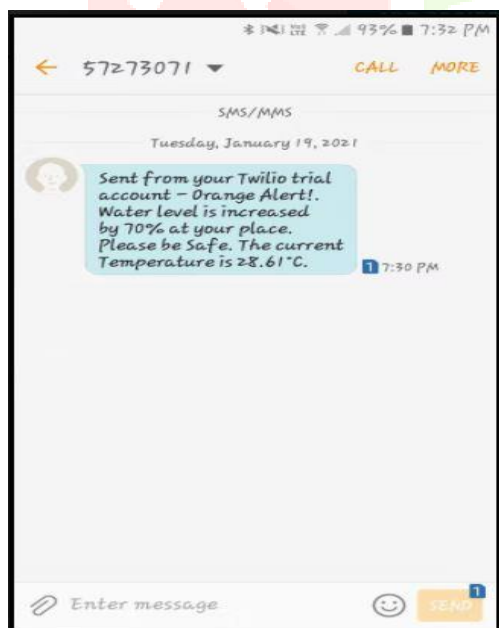 93% 7:32 PM
57273071 CALL MORE
SMS/MMS
Tuesday, January 19, 2021
Sent from your Twilio trial
account - Orange Alert!.
Water level is increased
by 70% at your place.
Please be Safe. The current
Temperature is 28.61°C.
1 7:30 PM
Enter message
SEND 1